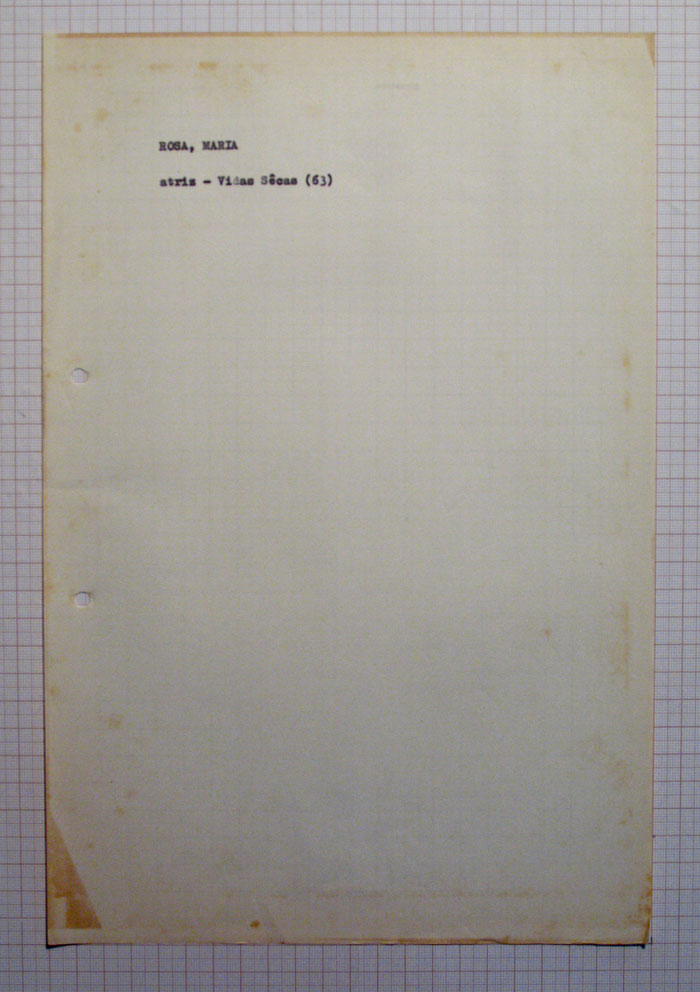 ROSA, MARIA
atriz - Vidas Sêcas (63)